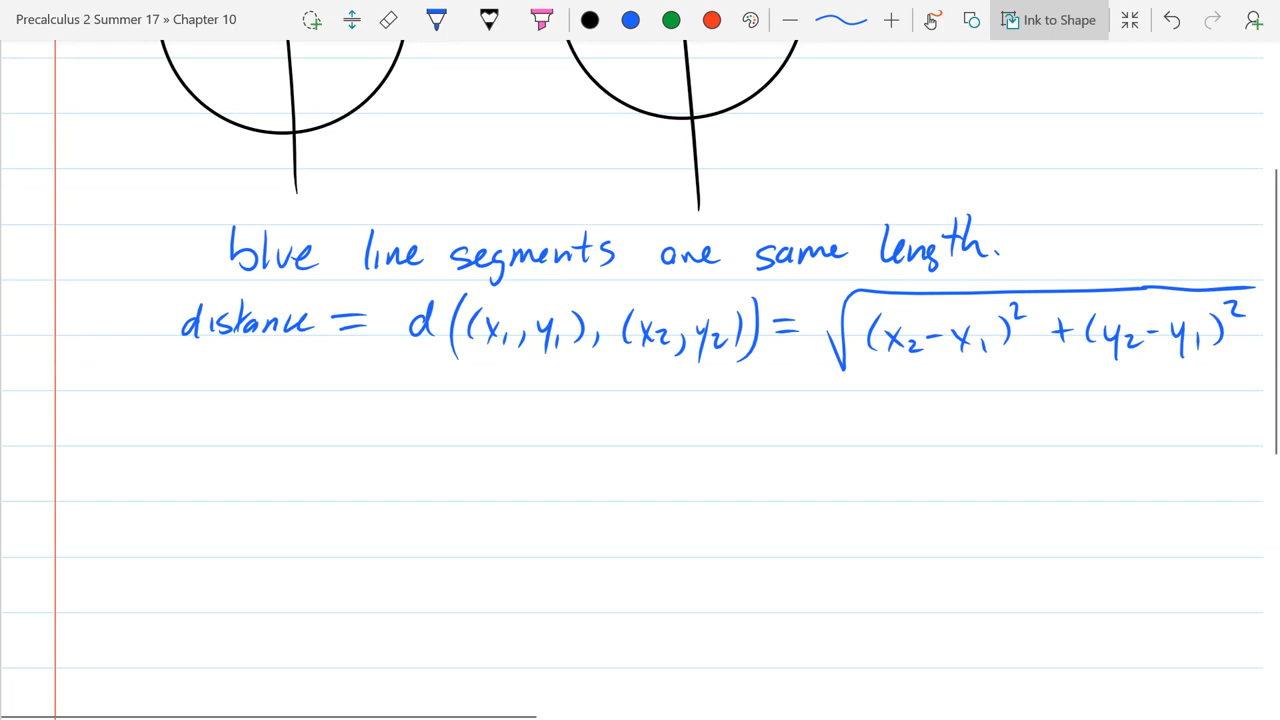 Precalculus 2 Summer 17 » Chapter 10
Ink to Shape
blue line segments are same length.
distance = d((x₁, y₁), (x₂, y₂)) = √((x₂ - x₁)² + (y₂ - y₁)²)